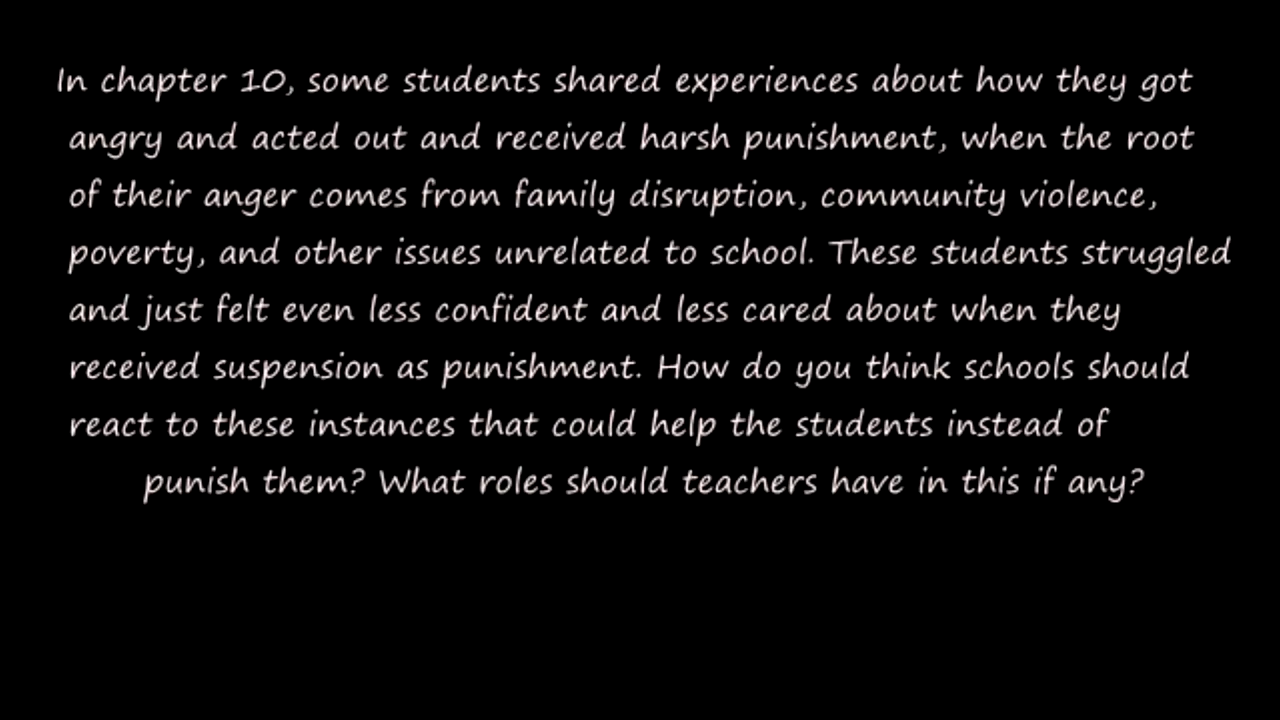 In chapter 10, some students shared experiences about how they got
angry and acted out and received harsh punishment, when the root
of their anger comes from family disruption, community violence,
poverty, and other issues unrelated to school. These students struggled
and just felt even less confident and less cared about when they
received suspension as punishment. How do you think schools should
react to these instances that could help the students instead of
punish them? What roles should teachers have in this if any?